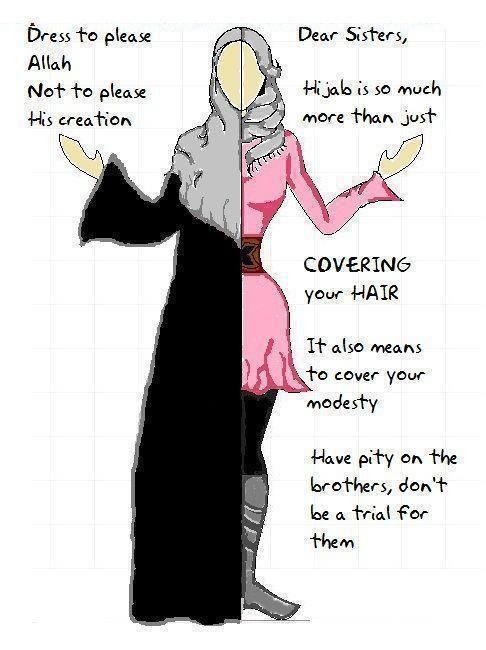 Dress to please
Allah
Not to please
His creation
Dear Sisters,
Hijab is so much
more than just
COVERING
your HAIR
It also means
to cover your
modesty
Have pity on the
brothers, don't
be a trial for
them